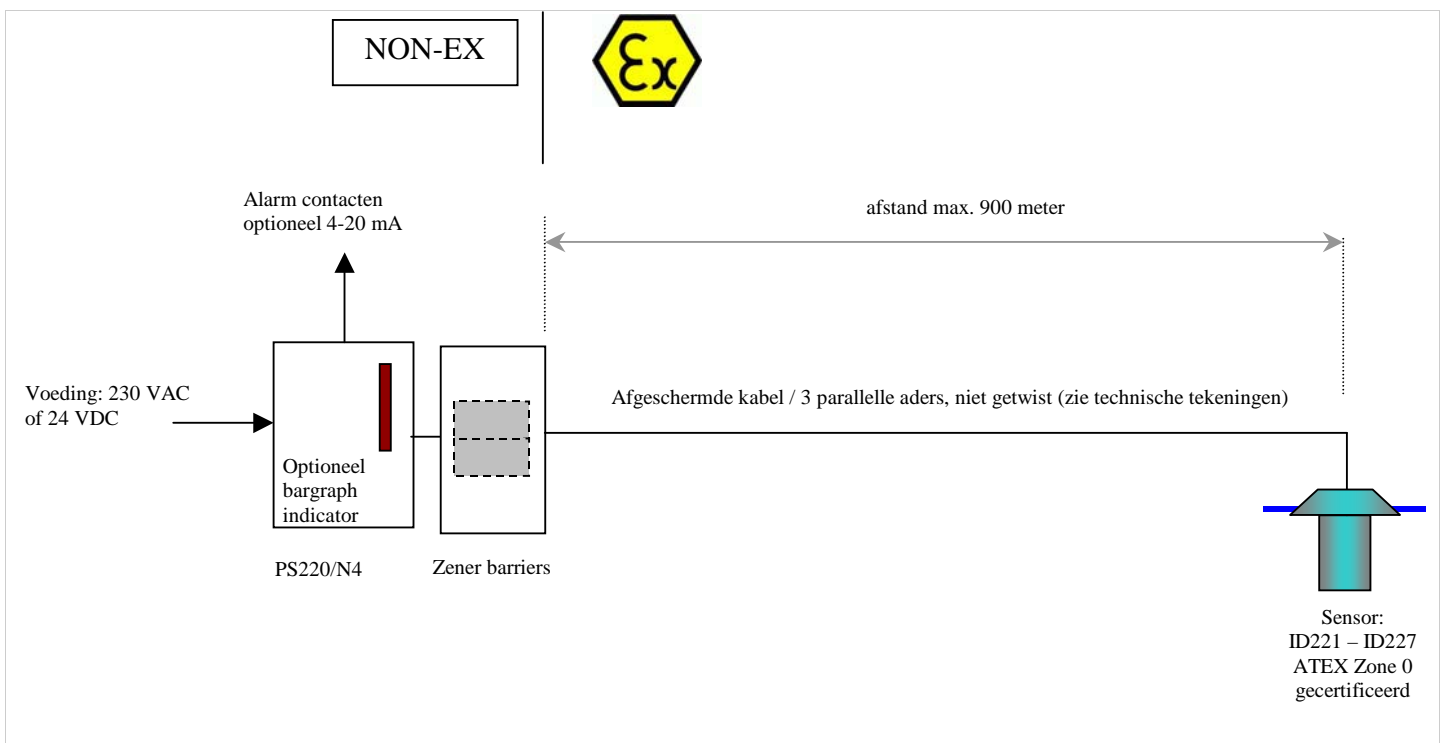 NON-EX
Ex
Alarm contacten
optioneel 4-20 mA
afstand max. 900 meter
Voeding: 230 VAC
of 24 VDC
Afgeschermde kabel / 3 parallelle aders, niet getwist (zie technische tekeningen)
Optioneel
bargraph
indicator
PS220/N4
Zener barriers
Sensor:
ID221 – ID227
ATEX Zone 0
gecertificeerd